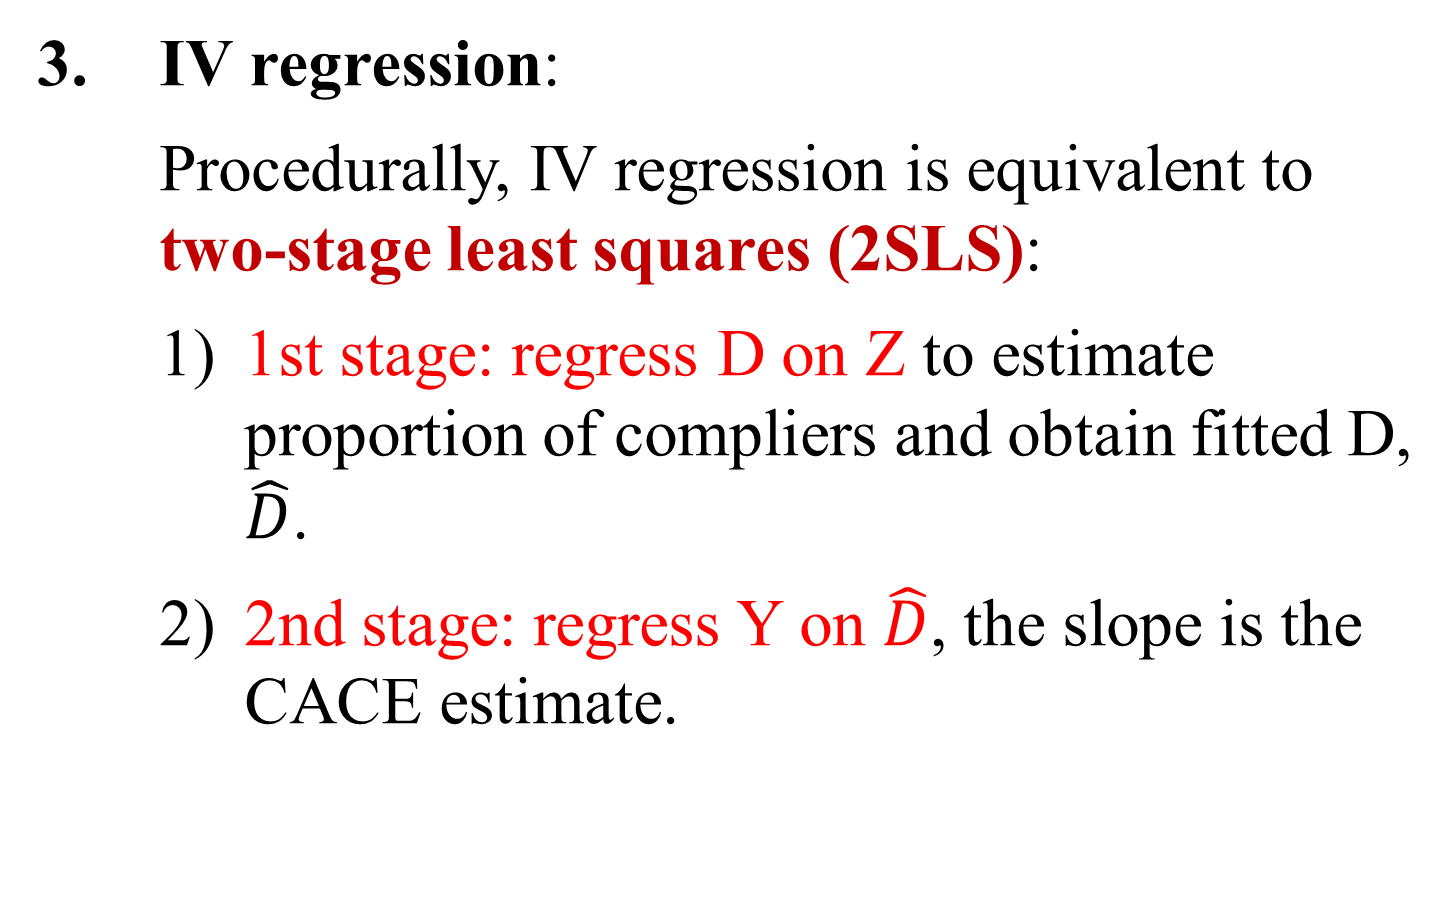 3. IV regression:
Procedurally, IV regression is equivalent to
two-stage least squares (2SLS):
1) 1st stage: regress D on Z to estimate
proportion of compliers and obtain fitted D,
D̂.
2) 2nd stage: regress Y on D̂, the slope is the
CACE estimate.